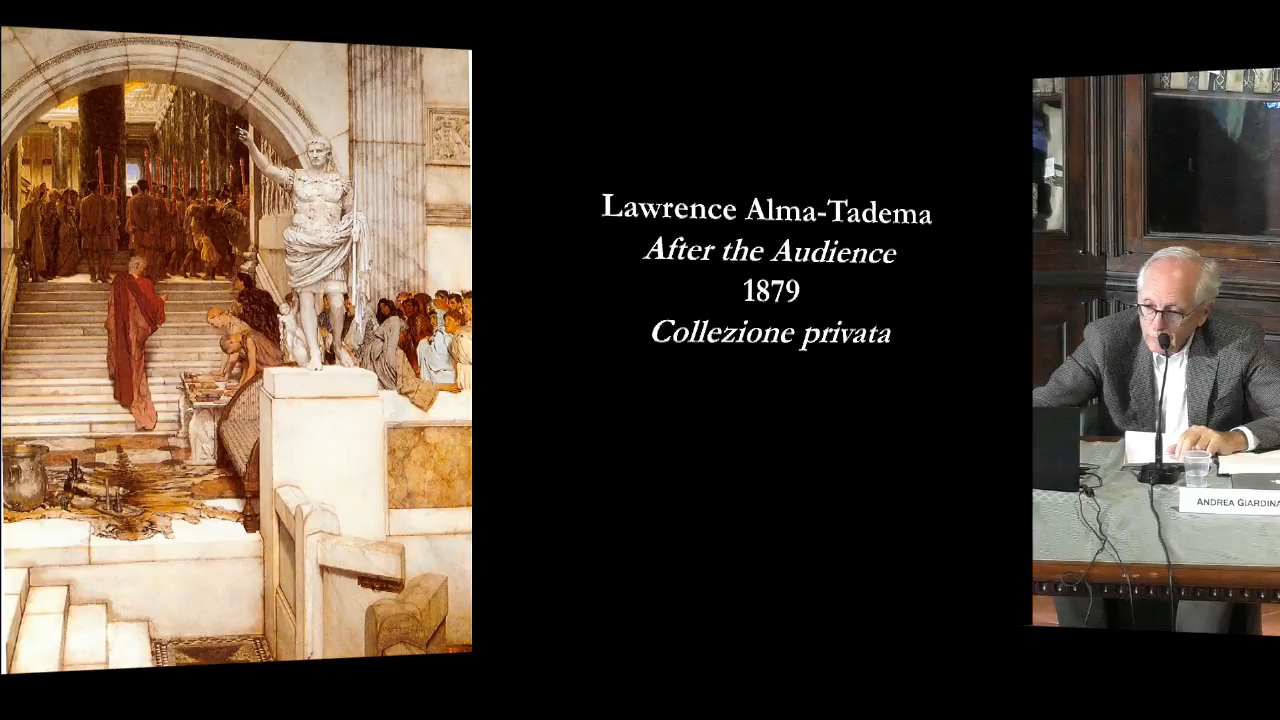 Lawrence Alma-Tadema
After the Audience
1879
Collezione privata
ANDREA GIARDINA